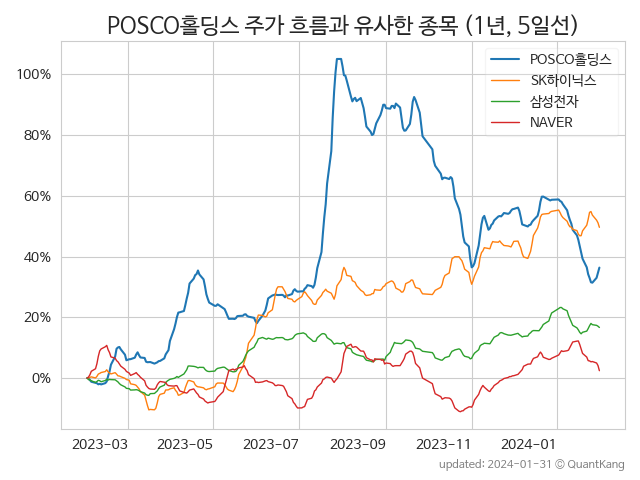 POSCO홀딩스 주가 흐름과 유사한 종목 (1년, 5일선)
POSCO홀딩스
SK하이닉스
삼성전자
NAVER
100%
80%
60%
40%
20%
0%
2023-03 2023-05 2023-07 2023-09 2023-11 2024-01
updated: 2024-01-31 © QuantKang